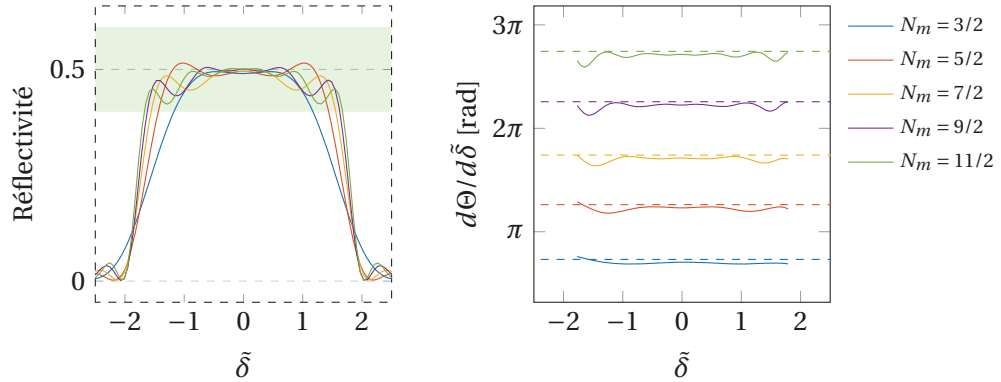 0.5
0
Réflectivité
−2 −1 0 1 2
δ̃
3π
2π
π
dΘ/dδ̃ [rad]
−2 −1 0 1 2
δ̃
N_m = 3/2
N_m = 5/2
N_m = 7/2
N_m = 9/2
N_m = 11/2